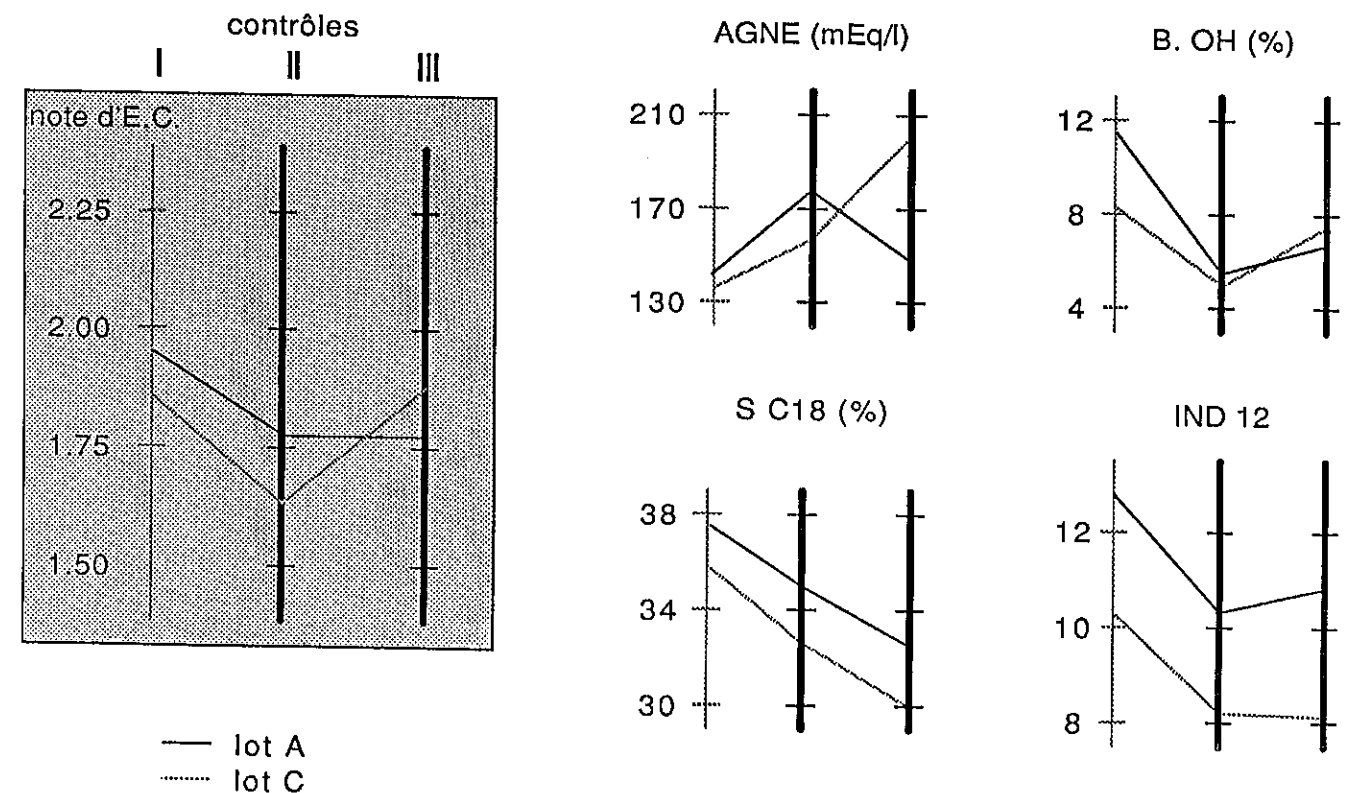 contrôles
I II III
note d'E.C.
2.25
2.00
1.75
1.50
lot A
lot C
AGNE (mEq/l)
210
170
130
B. OH (%)
12
8
4
S C18 (%)
38
34
30
IND 12
12
10
8